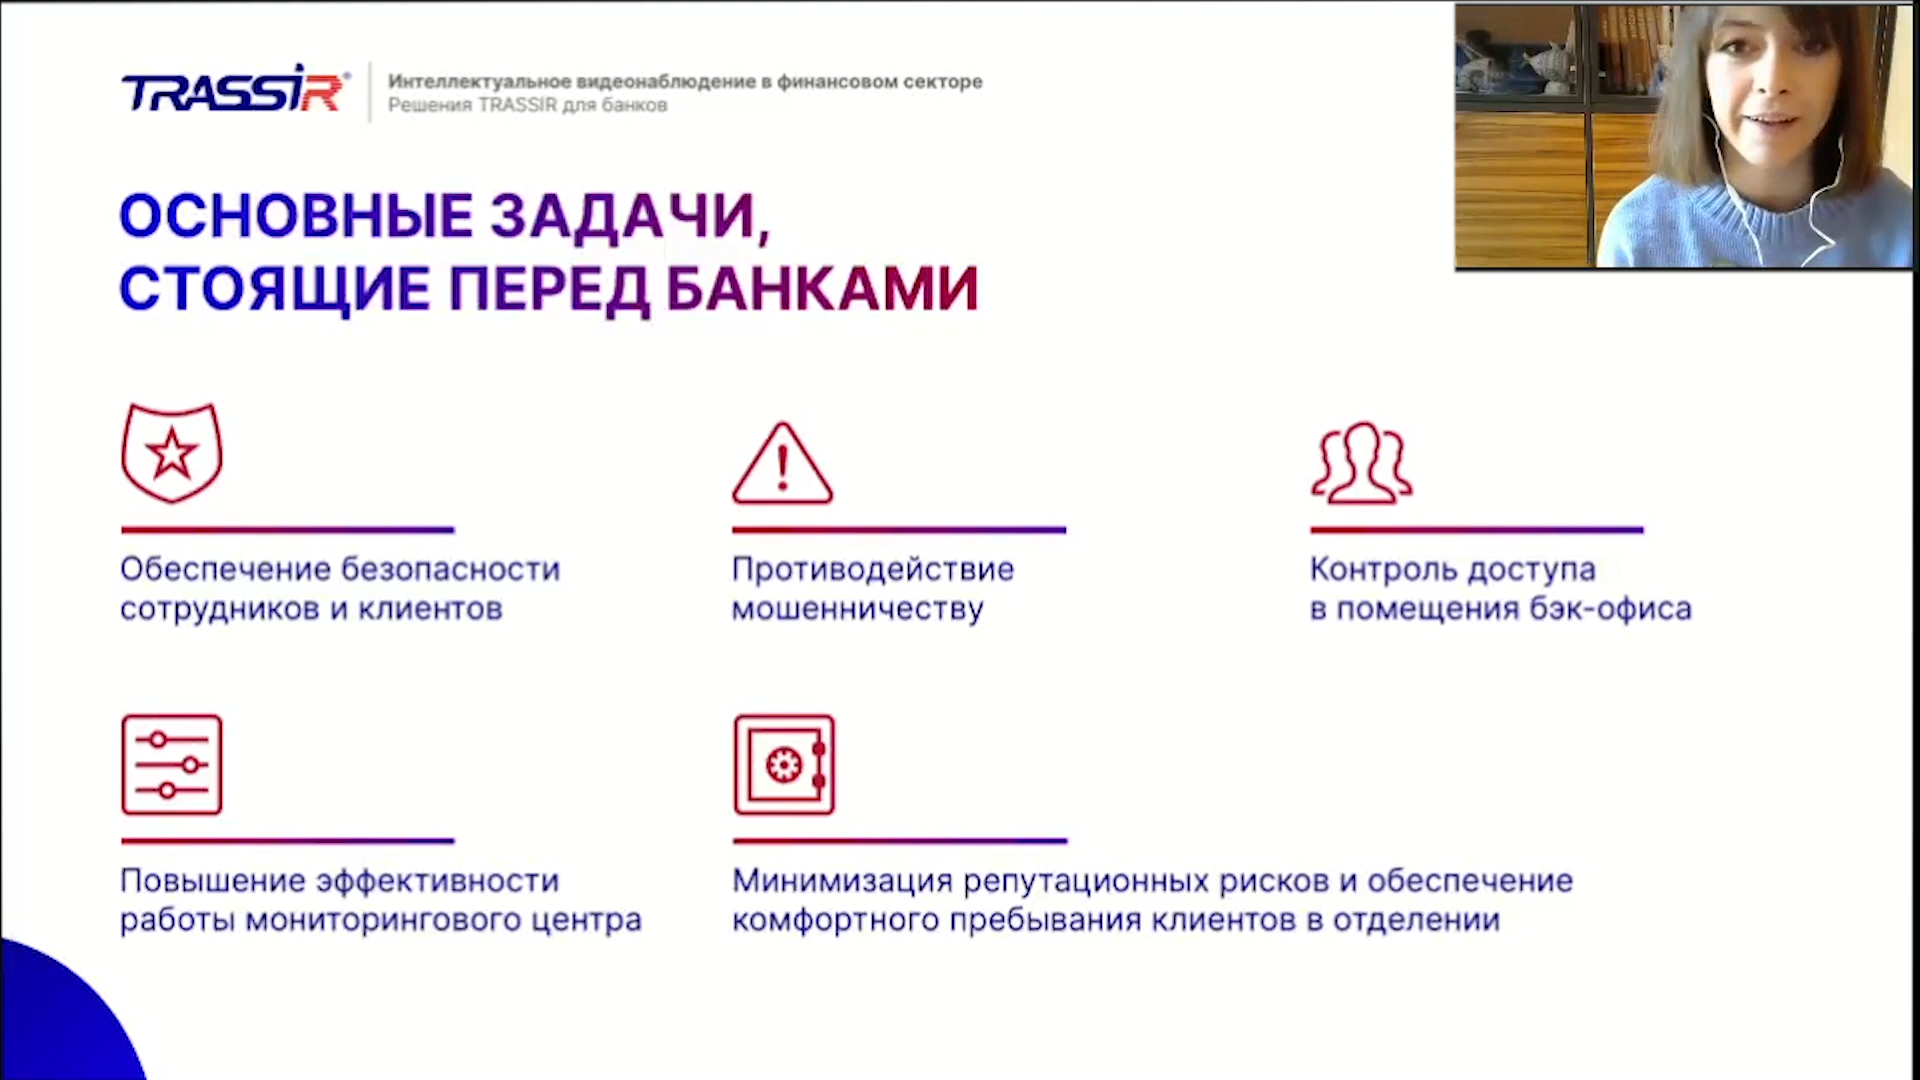 TRASSIR®
Интеллектуальное видеонаблюдение в финансовом секторе
Решения TRASSIR для банков
ОСНОВНЫЕ ЗАДАЧИ,
СТОЯЩИЕ ПЕРЕД БАНКАМИ
Обеспечение безопасности
сотрудников и клиентов
Противодействие
мошенничеству
Контроль доступа
в помещения бэк-офиса
Повышение эффективности
работы мониторингового центра
Минимизация репутационных рисков и обеспечение
комфортного пребывания клиентов в отделении